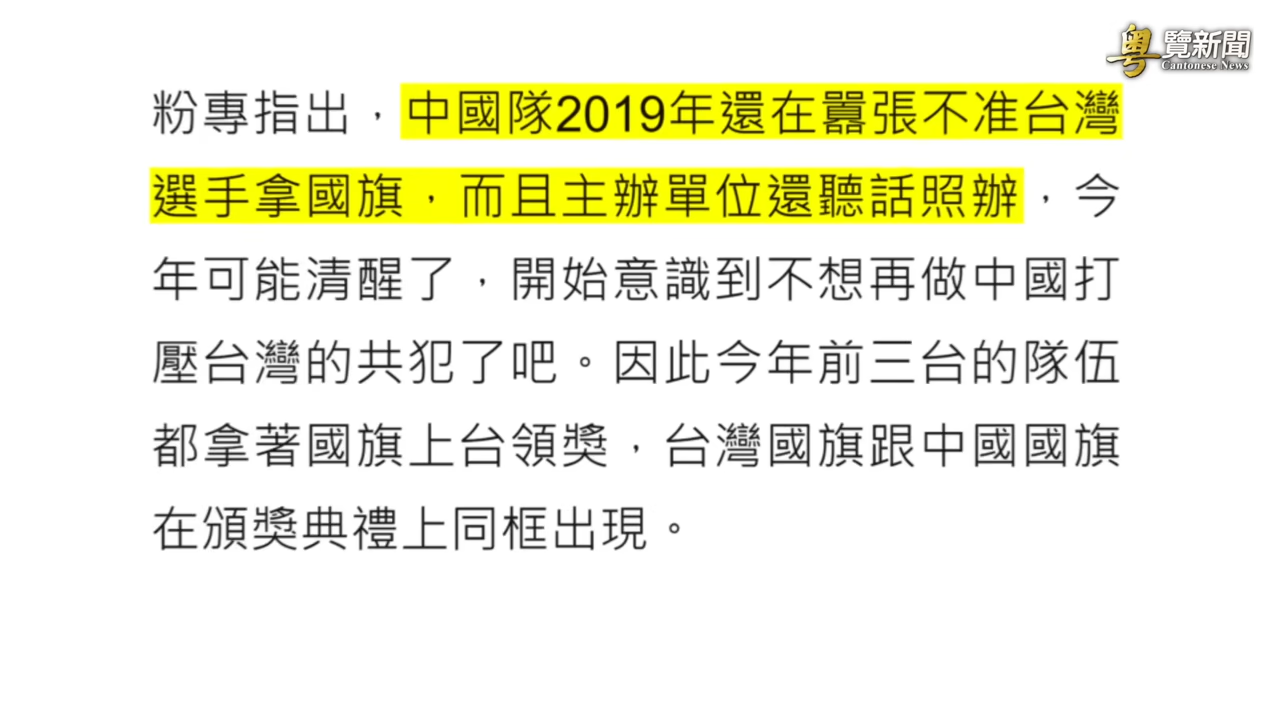 粵覽新聞
Cantonese News
粉專指出，中國隊2019年還在囂張不准台灣
選手拿國旗，而且主辦單位還聽話照辦，今
年可能清醒了，開始意識到不想再做中國打
壓台灣的共犯了吧。因此今年前三台的隊伍
都拿著國旗上台領獎，台灣國旗跟中國國旗
在頒獎典禮上同框出現。